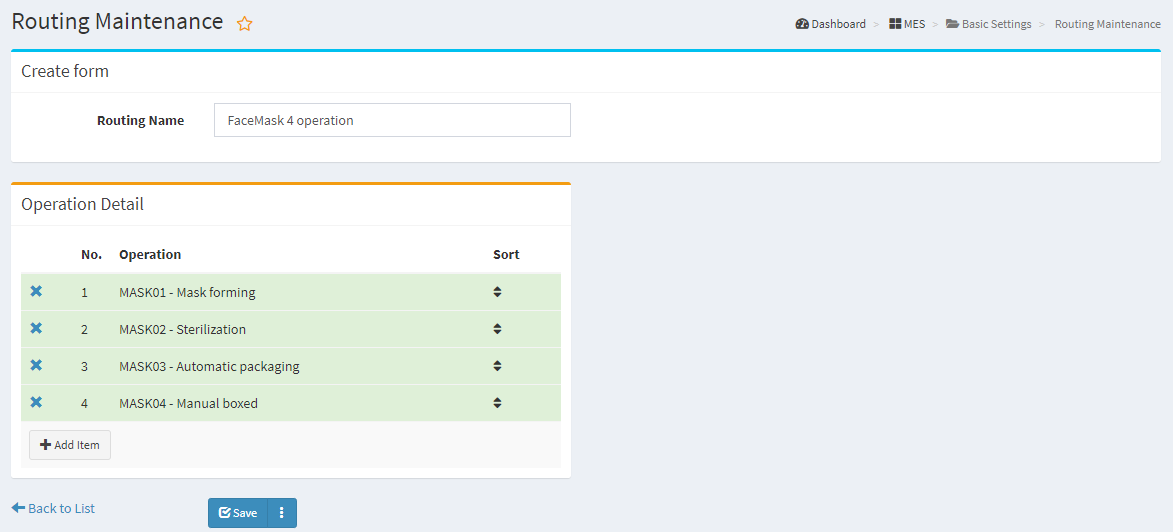 Routing Maintenance
Dashboard > MES > Basic Settings > Routing Maintenance
Create form
Routing Name FaceMask 4 operation
Operation Detail
No. Operation Sort
1 MASK01 - Mask forming
2 MASK02 - Sterilization
3 MASK03 - Automatic packaging
4 MASK04 - Manual boxed
Add Item
Back to List Save